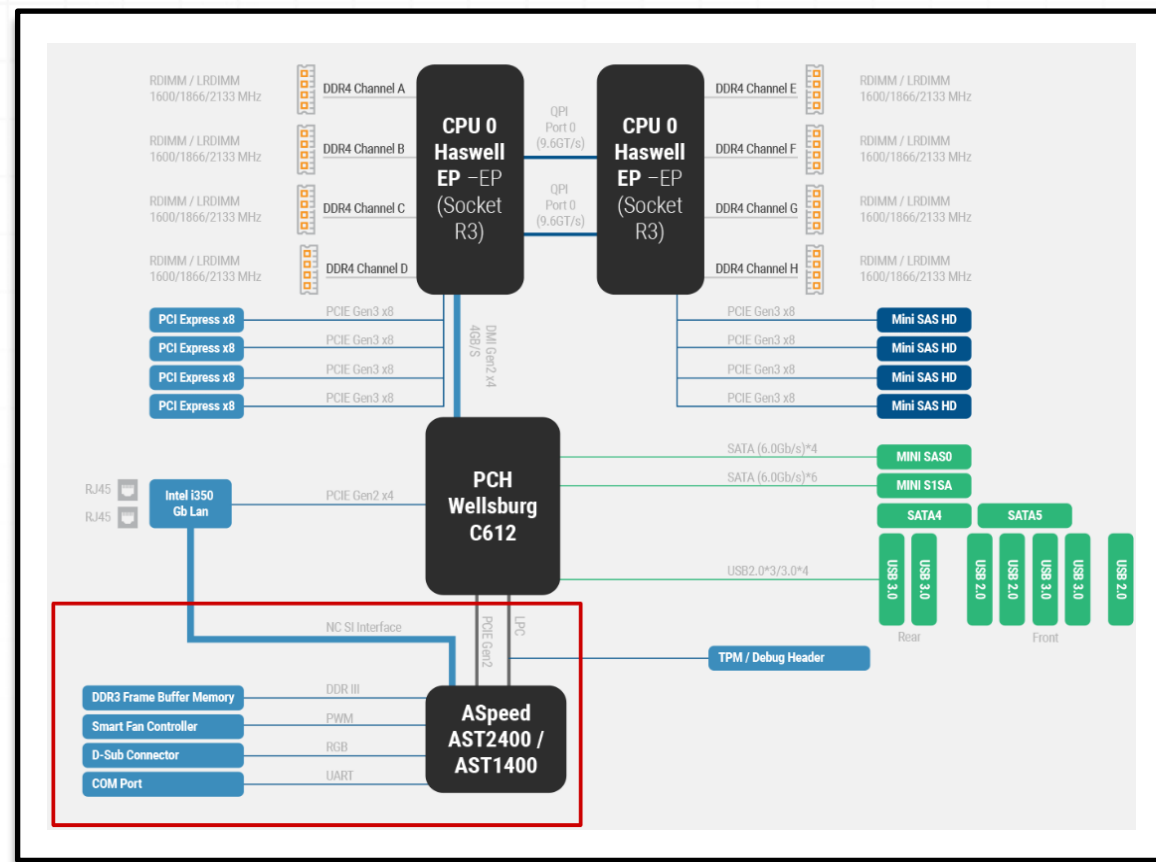 RDIMM / LRDIMM
1600/1866/2133 MHz
DDR4 Channel A
RDIMM / LRDIMM
1600/1866/2133 MHz
DDR4 Channel B
RDIMM / LRDIMM
1600/1866/2133 MHz
DDR4 Channel C
RDIMM / LRDIMM
1600/1866/2133 MHz
DDR4 Channel D
CPU 0
Haswell
EP –EP
(Socket
R3)
QPI
Port 0
(9.6GT/s)
QPI
Port 0
(9.6GT/s)
CPU 0
Haswell
EP –EP
(Socket
R3)
DDR4 Channel E
RDIMM / LRDIMM
1600/1866/2133 MHz
DDR4 Channel F
RDIMM / LRDIMM
1600/1866/2133 MHz
DDR4 Channel G
RDIMM / LRDIMM
1600/1866/2133 MHz
DDR4 Channel H
RDIMM / LRDIMM
1600/1866/2133 MHz
PCI Express x8
PCIE Gen3 x8
PCI Express x8
PCIE Gen3 x8
PCI Express x8
PCIE Gen3 x8
PCI Express x8
PCIE Gen3 x8
DMI Gen2 x4
4GB/S
PCIE Gen3 x8
Mini SAS HD
PCIE Gen3 x8
Mini SAS HD
PCIE Gen3 x8
Mini SAS HD
PCIE Gen3 x8
Mini SAS HD
RJ45
RJ45
Intel i350
Gb Lan
PCIE Gen2 x4
PCH
Wellsburg
C612
SATA (6.0Gb/s)*4
MINI SAS0
SATA (6.0Gb/s)*6
MINI S1SA
SATA4
SATA5
USB2.0*3/3.0*4
USB 3.0
USB 3.0
USB 2.0
USB 2.0
USB 3.0
USB 3.0
USB 2.0
Rear
Front
NC SI Interface
PCIE Gen2
LPC
TPM / Debug Header
DDR3 Frame Buffer Memory
DDR III
Smart Fan Controller
PWM
D-Sub Connector
RGB
COM Port
UART
ASpeed
AST2400 /
AST1400